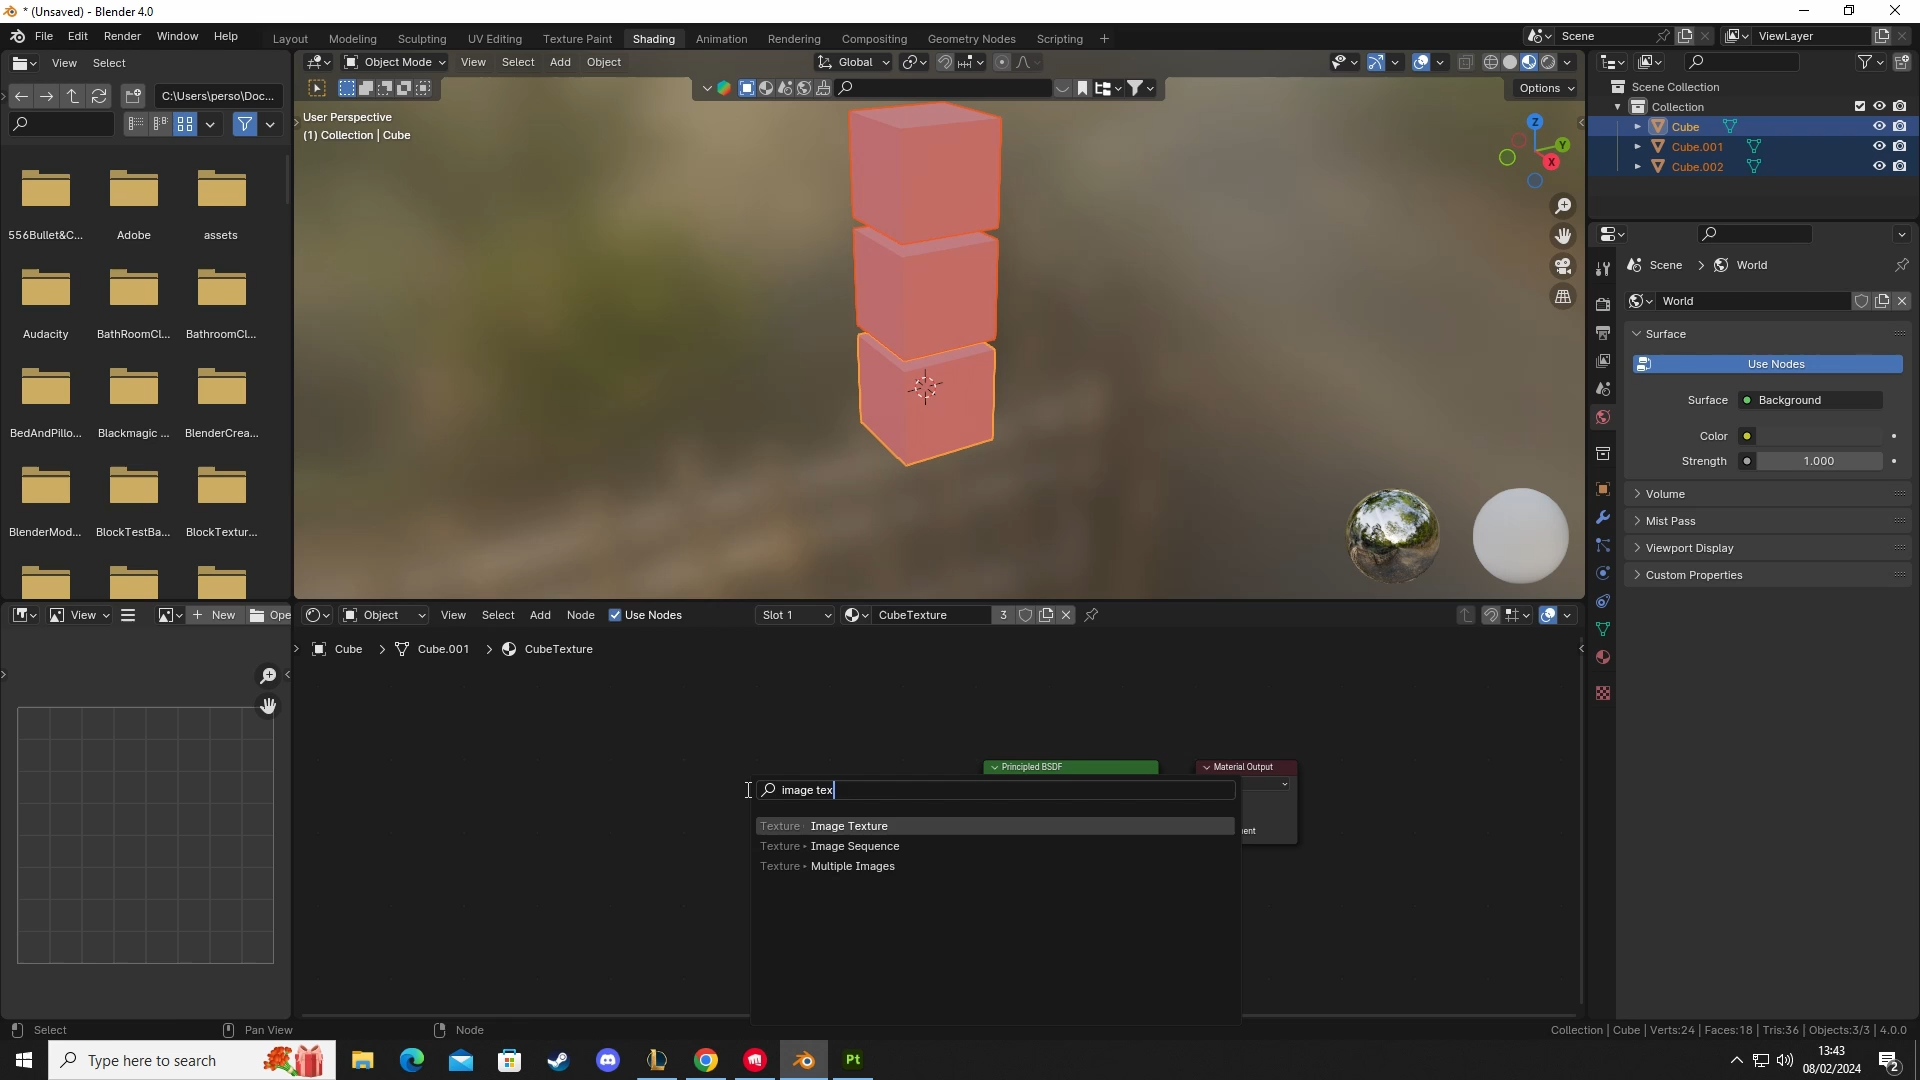 * (Unsaved) - Blender 4.0
File Edit Render Window Help
Layout Modeling Sculpting UV Editing Texture Paint Shading Animation Rendering Compositing Geometry Nodes Scripting +
Scene
ViewLayer
View Select
Object Mode View Select Add Object
Global
C:\Users\perso\Doc...
Options
User Perspective
(1) Collection | Cube
Z
Y
X
Scene Collection
Collection
Cube
Cube.001
Cube.002
556Bullet&C... Adobe assets
Audacity BathRoomCl... BathroomCl...
BedAndPillo... Blackmagic ... BlenderCrea...
BlenderMod... BlockTestBa... BlockTextur...
Scene > World
World
Surface
Use Nodes
Surface Background
Color
Strength 1.000
Volume
Mist Pass
Viewport Display
Custom Properties
View
+ New
Ope
Object View Select Add Node Use Nodes
Slot 1
CubeTexture 3
Cube > Cube.001 > CubeTexture
Principled BSDF
Material Output
image tex
Texture Image Texture
Texture Image Sequence
Texture Multiple Images
ent
Select
Pan View
Node
Collection | Cube | Verts:24 | Faces:18 | Tris:36 | Objects:3/3 | 4.0.0
Type here to search
Pt
13:43
08/02/2024
2